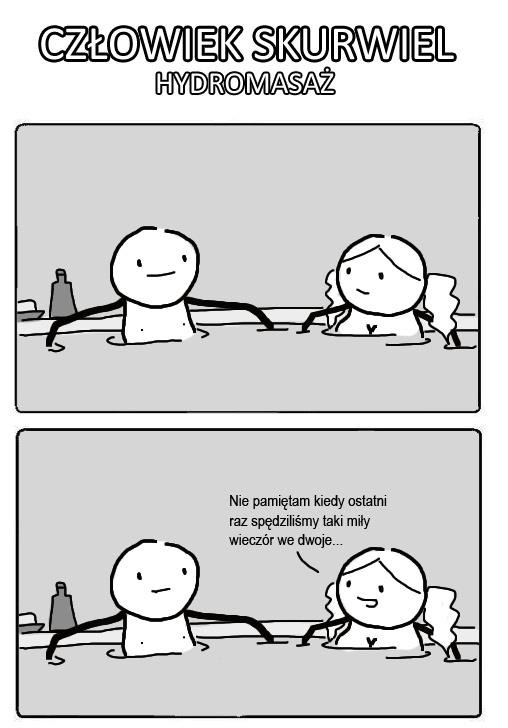 CZŁOWIEK SKURWIEL
HYDROMASAŻ
Nie pamiętam kiedy ostatni
raz spędziliśmy taki miły
wieczór we dwoje...